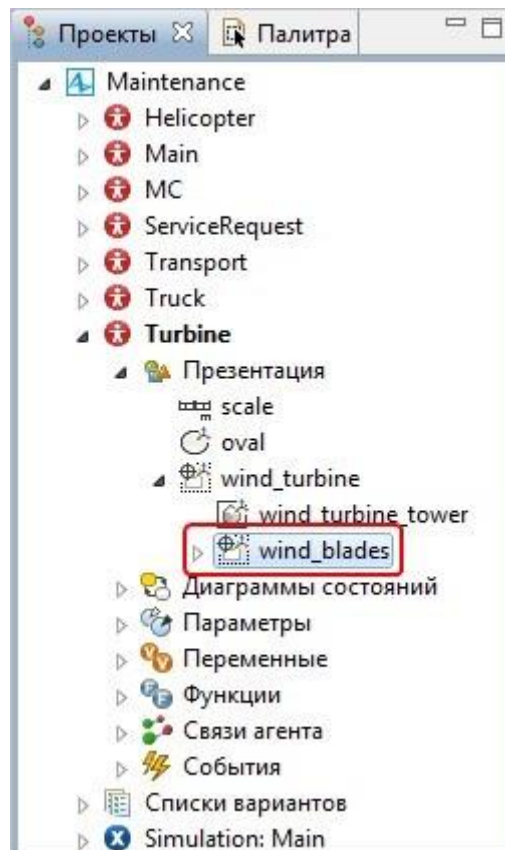 Проекты Палитра
Maintenance
Helicopter
Main
MC
ServiceRequest
Transport
Truck
Turbine
Презентация
scale
oval
wind_turbine
wind_turbine_tower
wind_blades
Диаграммы состояний
Параметры
Переменные
Функции
Связи агента
События
Списки вариантов
Simulation: Main